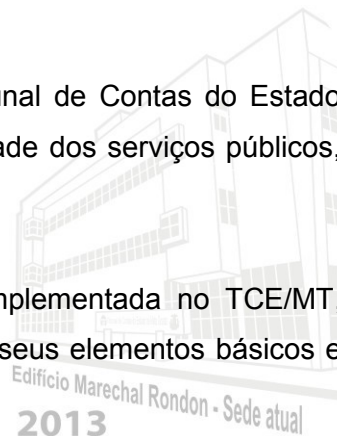 unal de Contas do Estado
ade dos serviços públicos,
mplementada no TCE/MT,
seus elementos básicos e
Edifício Marechal Rondon - Sede atual
2013